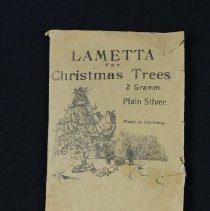 LAMETTA
for
Christmas Trees
2 Gramm.
Plain Silver.
Made in Germany.